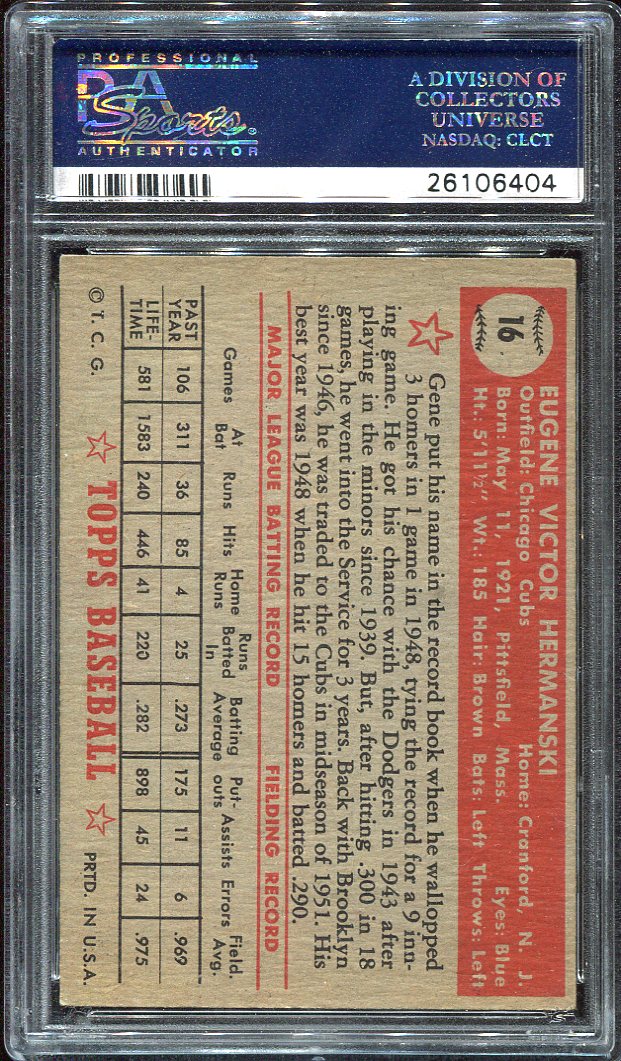 PROFESSIONAL
PSA
Sports®
AUTHENTICATOR
A DIVISION OF
COLLECTORS
UNIVERSE
NASDAQ: CLCT
26106404
16
EUGENE VICTOR HERMANSKI
Outfield: Chicago Cubs Home: Cranford, N. J.
Born: May 11, 1921, Pittsfield, Mass. Eyes: Blue
Ht.: 5'11½" Wt.: 185 Hair: Brown Bats: Left Throws: Left
Gene put his name in the record book when he walloped
3 homers in 1 game in 1948, tying the record for a 9 inn-
ing game. He got his chance with the Dodgers in 1943 after
playing in the minors since 1939. But, after hitting .300 in 18
games, he went into the Service for 3 years. Back with Brooklyn
since 1946, he was traded to the Cubs in midseason of 1951. His
best year was 1948 when he hit 15 homers and batted .290.
MAJOR LEAGUE BATTING RECORD FIELDING RECORD
Games At Bat Runs Hits Home Runs Runs Batted In Batting Average Put-outs Assists Errors Field. Avg.
PAST YEAR 106 311 36 85 4 25 .273 175 11 6 .969
LIFE-TIME 581 1583 240 446 41 220 .282 898 45 24 .975
© T. C. G. ☆ TOPPS BASEBALL ☆ PRTD. IN U.S.A.